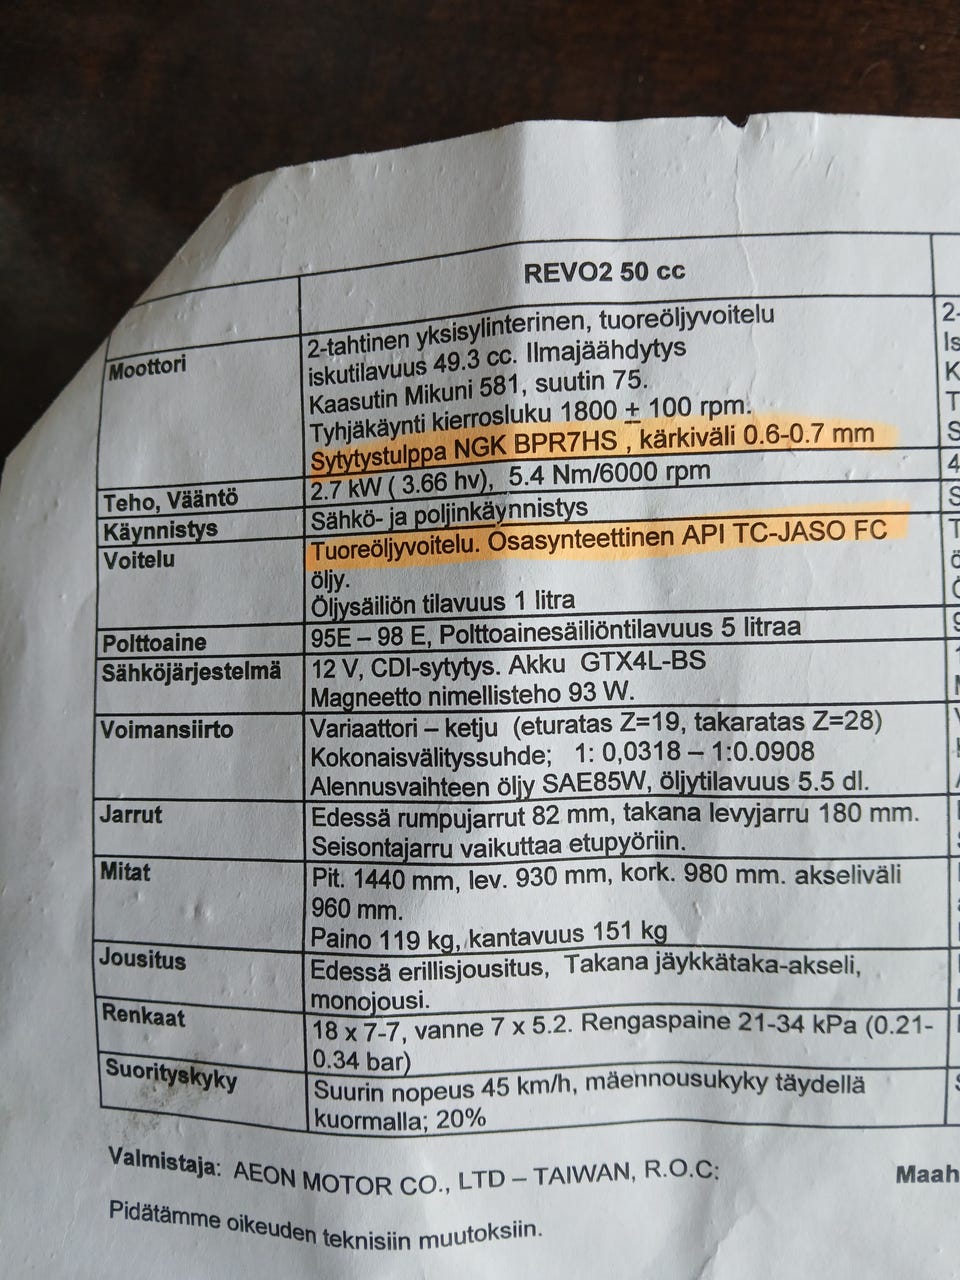 REVO2 50 cc
Moottori
2-tahtinen yksisylinterinen, tuoreöljyvoitelu
iskutilavuus 49.3 cc. Ilmajäähdytys
Kaasutin Mikuni 581, suutin 75.
Tyhjäkäynti kierrosluku 1800 ± 100 rpm.
Sytytystulppa NGK BPR7HS , kärkiväli 0.6-0.7 mm
Teho, Vääntö
2.7 kW ( 3.66 hv), 5.4 Nm/6000 rpm
Käynnistys
Sähkö- ja poljinkäynnistys
Voitelu
Tuoreöljyvoitelu. Osasynteettinen API TC-JASO FC
öljy.
Öljysäiliön tilavuus 1 litra
Polttoaine
95E – 98 E, Polttoainesäiliöntilavuus 5 litraa
Sähköjärjestelmä
12 V, CDI-sytytys. Akku GTX4L-BS
Magneetto nimellisteho 93 W.
Voimansiirto
Variaattori – ketju (eturatas Z=19, takaratas Z=28)
Kokonaisvälityssuhde; 1: 0,0318 – 1:0.0908
Alennusvaihteen öljy SAE85W, öljytilavuus 5.5 dl.
Jarrut
Edessä rumpujarrut 82 mm, takana levyjarru 180 mm.
Seisontajarru vaikuttaa etupyöriin.
Mitat
Pit. 1440 mm, lev. 930 mm, kork. 980 mm. akseliväli
960 mm.
Paino 119 kg, kantavuus 151 kg
Jousitus
Edessä erillisjousitus, Takana jäykkätaka-akseli,
monojousi.
Renkaat
18 x 7-7, vanne 7 x 5.2. Rengaspaine 21-34 kPa (0.21-
0.34 bar)
Suorityskyky
Suurin nopeus 45 km/h, mäennousukyky täydellä
kuormalla; 20%
Valmistaja: AEON MOTOR CO., LTD – TAIWAN, R.O.C;
Maah
Pidätämme oikeuden teknisiin muutoksiin.